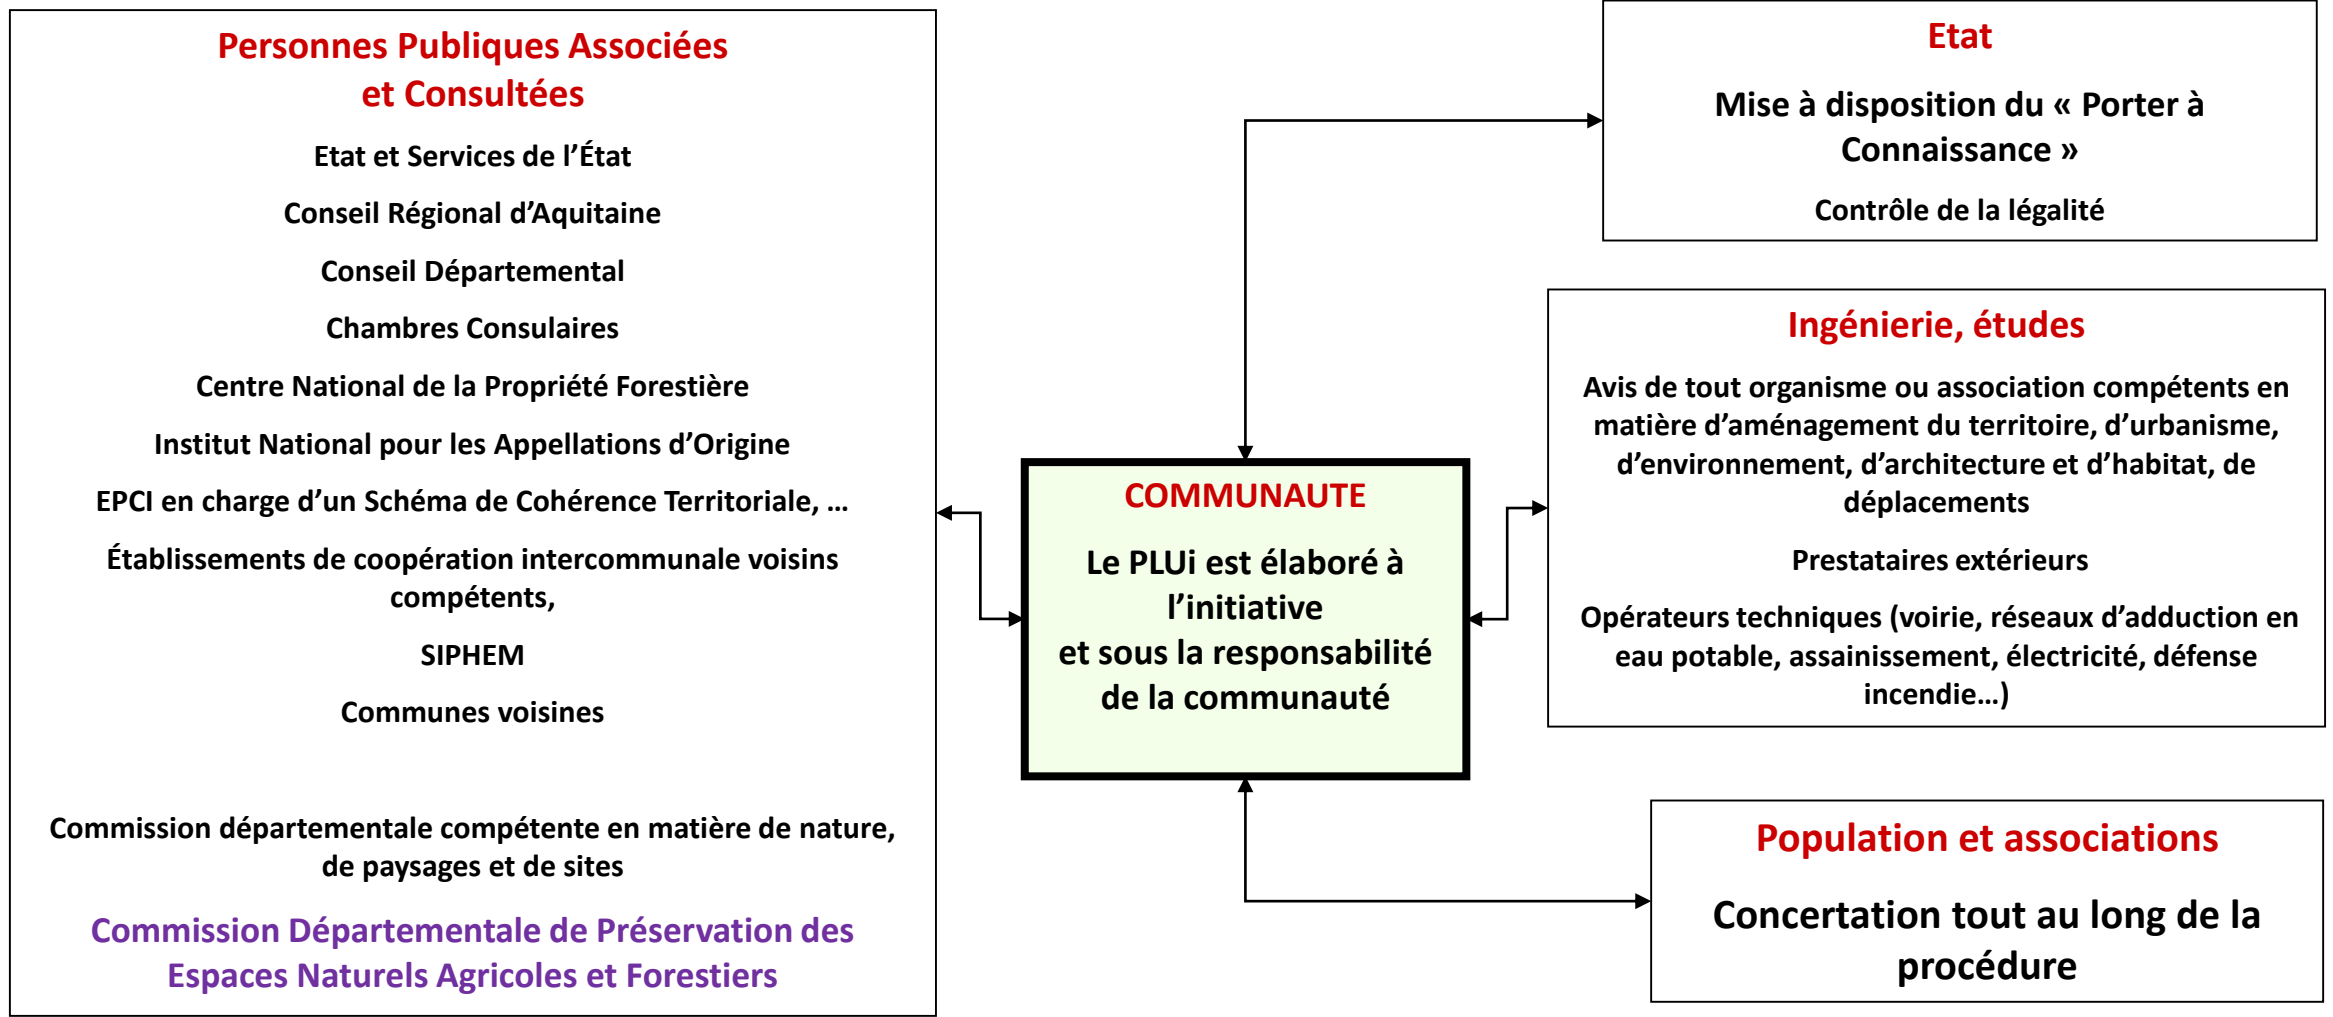 Personnes Publiques Associées
et Consultées
Etat et Services de l’État
Conseil Régional d’Aquitaine
Conseil Départemental
Chambres Consulaires
Centre National de la Propriété Forestière
Institut National pour les Appellations d’Origine
EPCI en charge d’un Schéma de Cohérence Territoriale, …
Établissements de coopération intercommunale voisins
compétents,
SIPHEM
Communes voisines
Commission départementale compétente en matière de nature,
de paysages et de sites
Commission Départementale de Préservation des
Espaces Naturels Agricoles et Forestiers
COMMUNAUTE
Le PLUi est élaboré à
l’initiative
et sous la responsabilité
de la communauté
Etat
Mise à disposition du « Porter à
Connaissance »
Contrôle de la légalité
Ingénierie, études
Avis de tout organisme ou association compétents en
matière d’aménagement du territoire, d’urbanisme,
d’environnement, d’architecture et d’habitat, de
déplacements
Prestataires extérieurs
Opérateurs techniques (voirie, réseaux d’adduction en
eau potable, assainissement, électricité, défense
incendie…)
Population et associations
Concertation tout au long de la
procédure